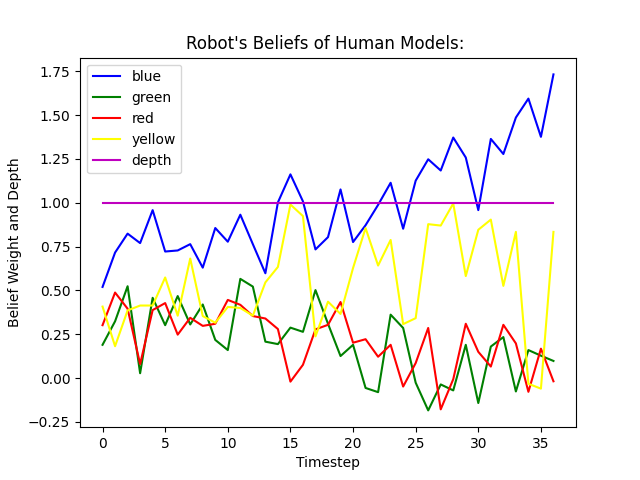 Robot's Beliefs of Human Models:
blue
green
red
yellow
depth
Belief Weight and Depth
1.75
1.50
1.25
1.00
0.75
0.50
0.25
0.00
−0.25
0 5 10 15 20 25 30 35
Timestep